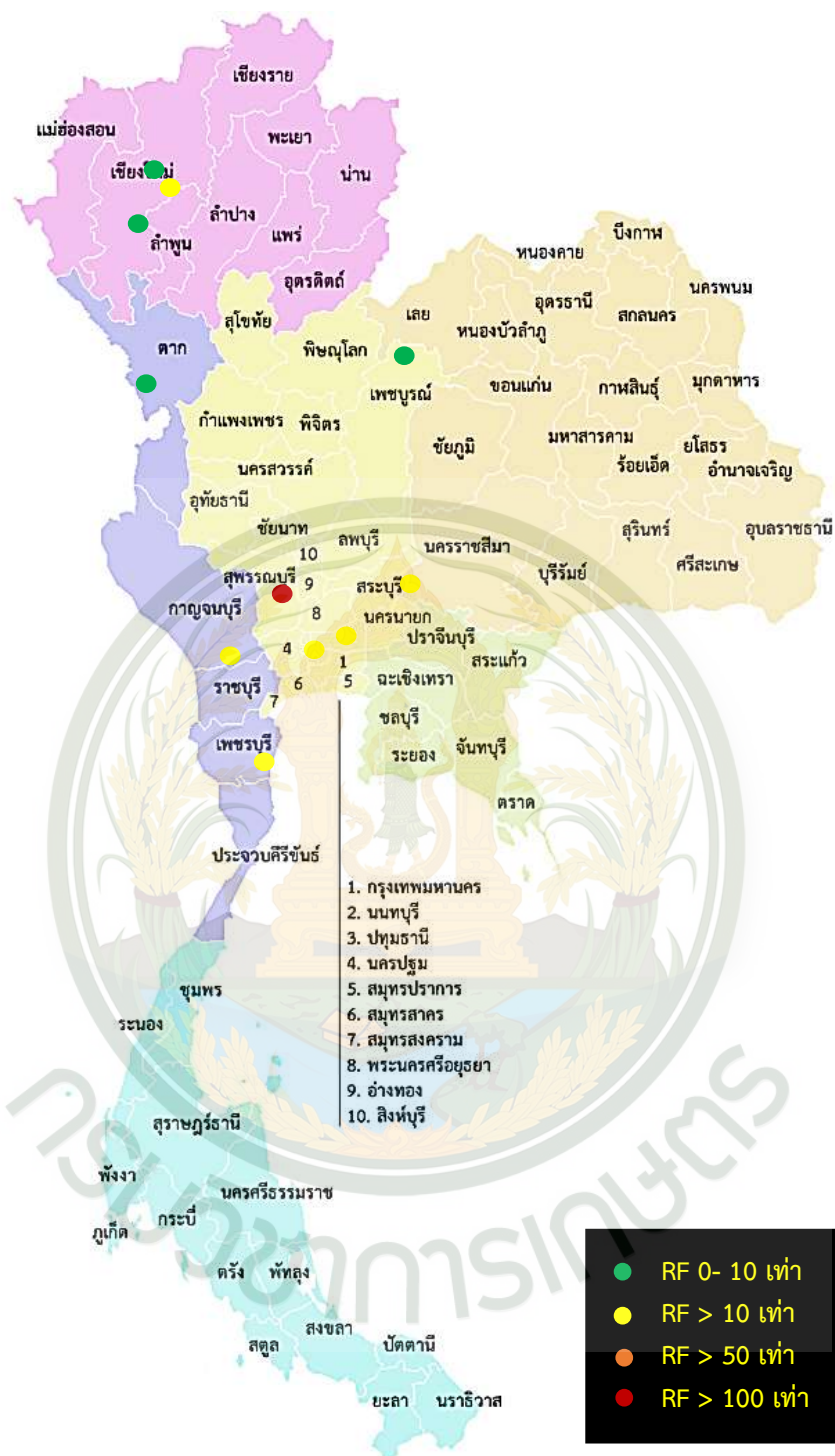 เชียงราย
แม่ฮ่องสอน
พะเยา
เชียงใหม่
น่าน
ลำปาง
ลำพูน
แพร่
อุตรดิตถ์
บึงกาฬ
หนองคาย
นครพนม
อุดรธานี
เลย
สกลนคร
สุโขทัย
หนองบัวลำภู
ตาก
พิษณุโลก
เพชบูรณ์
ขอนแก่น
กาฬสินธุ์
มุกดาหาร
กำแพงเพชร
พิจิตร
ชัยภูมิ
มหาสารคาม
ยโสธร
ร้อยเอ็ด
อำนาจเจริญ
นครสวรรค์
อุทัยธานี
ชัยนาท
ลพบุรี
นครราชสีมา
สุรินทร์
อุบลราชธานี
10
ศรีสะเกษ
บุรีรัมย์
สุพรรณบุรี
9
สระบุรี
กาญจนบุรี
8
นครนายก
ปราจีนบุรี
4
1
สระแก้ว
ราชบุรี
6
5
ฉะเชิงเทรา
7
ชลบุรี
เพชรบุรี
ระยอง
จันทบุรี
ตราด
ประจวบคีรีขันธ์
1. กรุงเทพมหานคร
2. นนทบุรี
3. ปทุมธานี
4. นครปฐม
5. สมุทรปราการ
6. สมุทรสาคร
7. สมุทรสงคราม
8. พระนครศรีอยุธยา
9. อ่างทอง
10. สิงห์บุรี
ชุมพร
ระนอง
สุราษฎร์ธานี
พังงา
นครศรีธรรมราช
กระบี่
ภูเก็ต
ตรัง
พัทลุง
สงขลา
สตูล
ปัตตานี
ยะลา
นราธิวาส
กรมวิชาการเกษตร
RF 0- 10 เท่า
RF > 10 เท่า
RF > 50 เท่า
RF > 100 เท่า